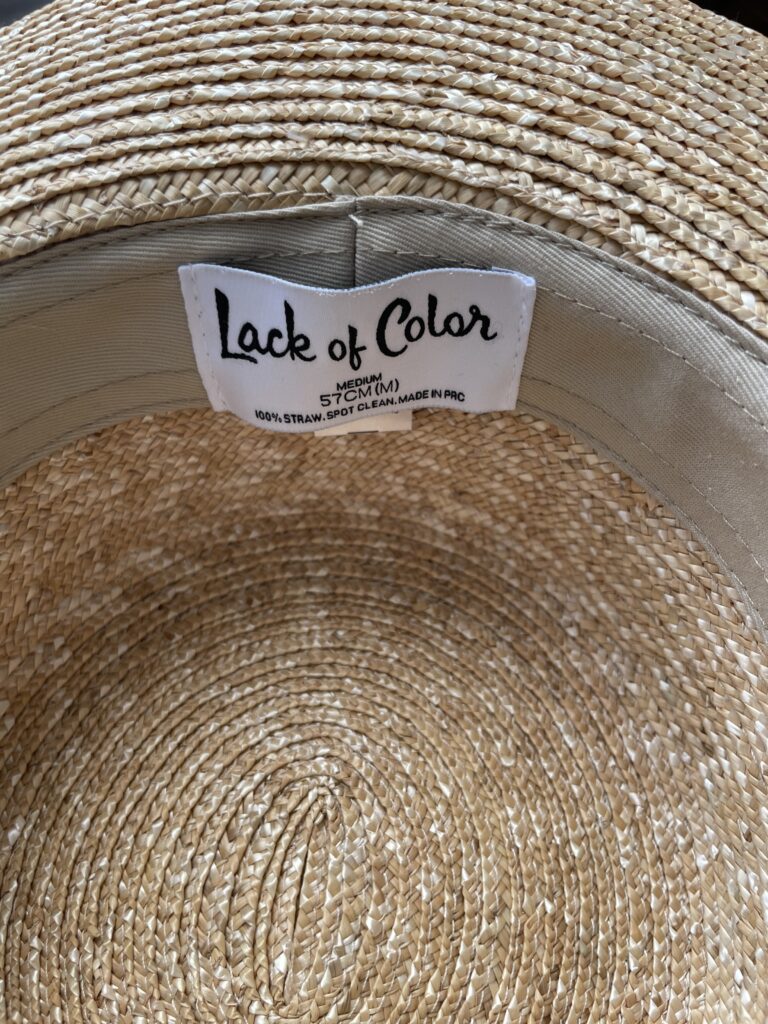 Lack of Color
MEDIUM
57CM (M)
100% STRAW. SPOT CLEAN. MADE IN PRC